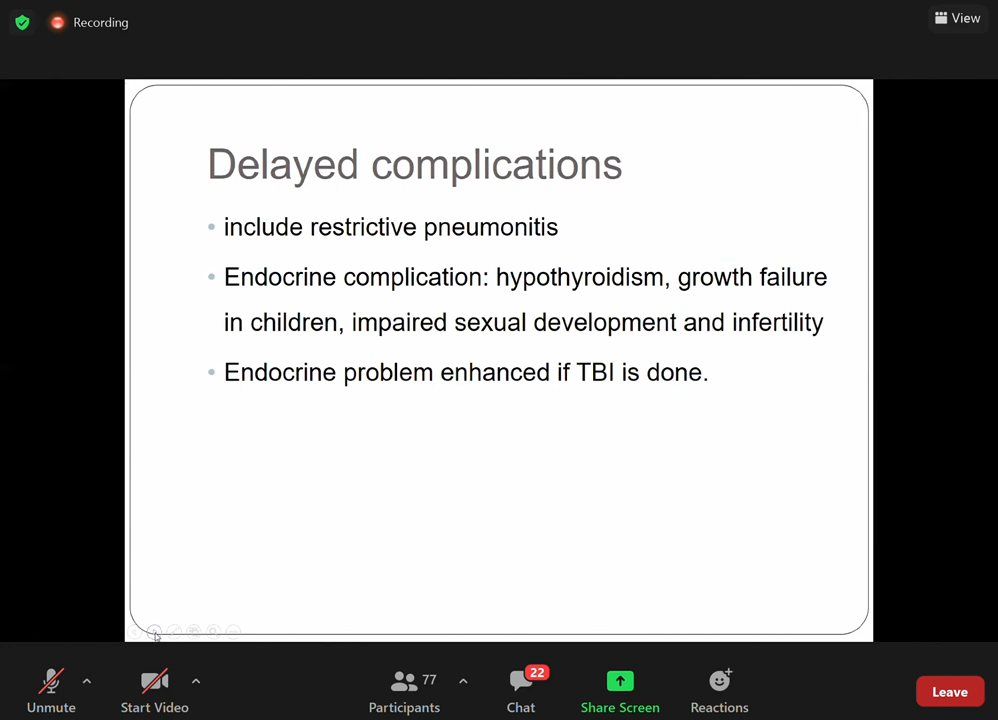 Recording
View
Delayed complications
• include restrictive pneumonitis
• Endocrine complication: hypothyroidism, growth failure
in children, impaired sexual development and infertility
• Endocrine problem enhanced if TBI is done.
77
22
Unmute
Start Video
Participants
Chat
Share Screen
Reactions
Leave